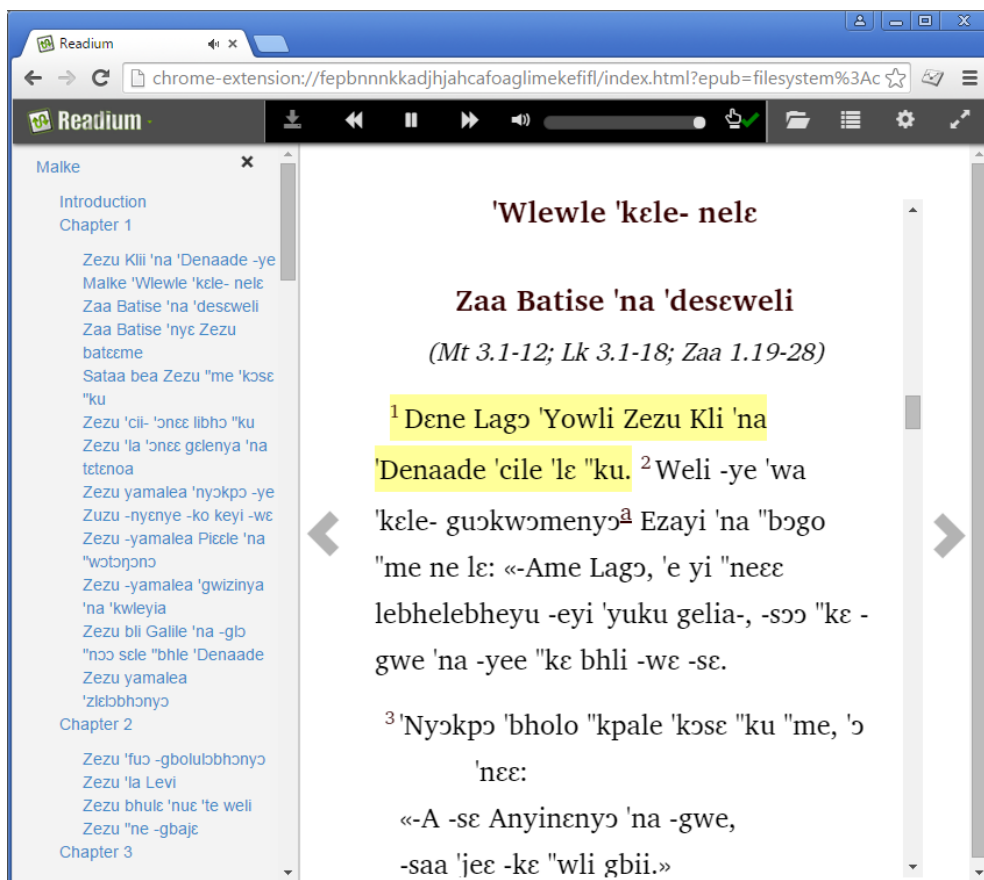 Readium
chrome-extension://fepbnnnkkadjhjahcafoaglimekefifl/index.html?epub=filesystem%3Ac
Readium
Malke
Introduction
Chapter 1
Zezu Klii 'na 'Denaade -ye
Malke 'Wlewle 'kɛle- nelɛ
Zaa Batise 'na 'desɛweli
Zaa Batise 'nyɛ Zezu
batɛɛme
Sataa bea Zezu "me 'kɔsɛ
"ku
Zezu 'cii- 'ɔnɛɛ libhɔ "ku
Zezu 'la 'ɔnɛɛ gɛlenya 'na
tɛtɛnoa
Zezu yamalea 'nyɔkpɔ -ye
Zuzu -nyɛnye -ko keyi -wɛ
Zezu -yamalea Piɛɛle 'na
"wɔtɔŋɔnɔ
Zezu -yamalea 'gwizinya
'na 'kwleyia
Zezu bli Galile 'na -glɔ
"nɔɔ sɛle "bhle 'Denaade
Zezu yamalea
'zlɛlɔbhɔnyɔ
Chapter 2
Zezu 'fuɔ -gbolulɔbhɔnyɔ
Zezu 'la Levi
Zezu bhulɛ 'nuɛ 'te weli
Zezu "ne -gbajɛ
Chapter 3
'Wlewle 'kɛle- nelɛ
Zaa Batise 'na 'desɛweli
(Mt 3.1-12; Lk 3.1-18; Zaa 1.19-28)
1 Dɛne Lagɔ 'Yowli Zezu Kli 'na
'Denaade 'cile 'lɛ "ku. 2 Weli -ye 'wa
'kɛle- guɔkwɔmenyɔa Ezayi 'na "bɔgo
"me ne lɛ: «-Ame Lagɔ, 'e yi "neɛɛ
lebhelebheyu -eyi 'yuku gelia-, -sɔɔ "kɛ -
gwe 'na -yee "kɛ bhli -wɛ -sɛ.
3 'Nyɔkpɔ 'bholo "kpale 'kɔsɛ "ku "me, 'ɔ
'nɛɛ:
«-A -sɛ Anyinɛnyɔ 'na -gwe,
-saa 'jeɛ -kɛ "wli gbii.»